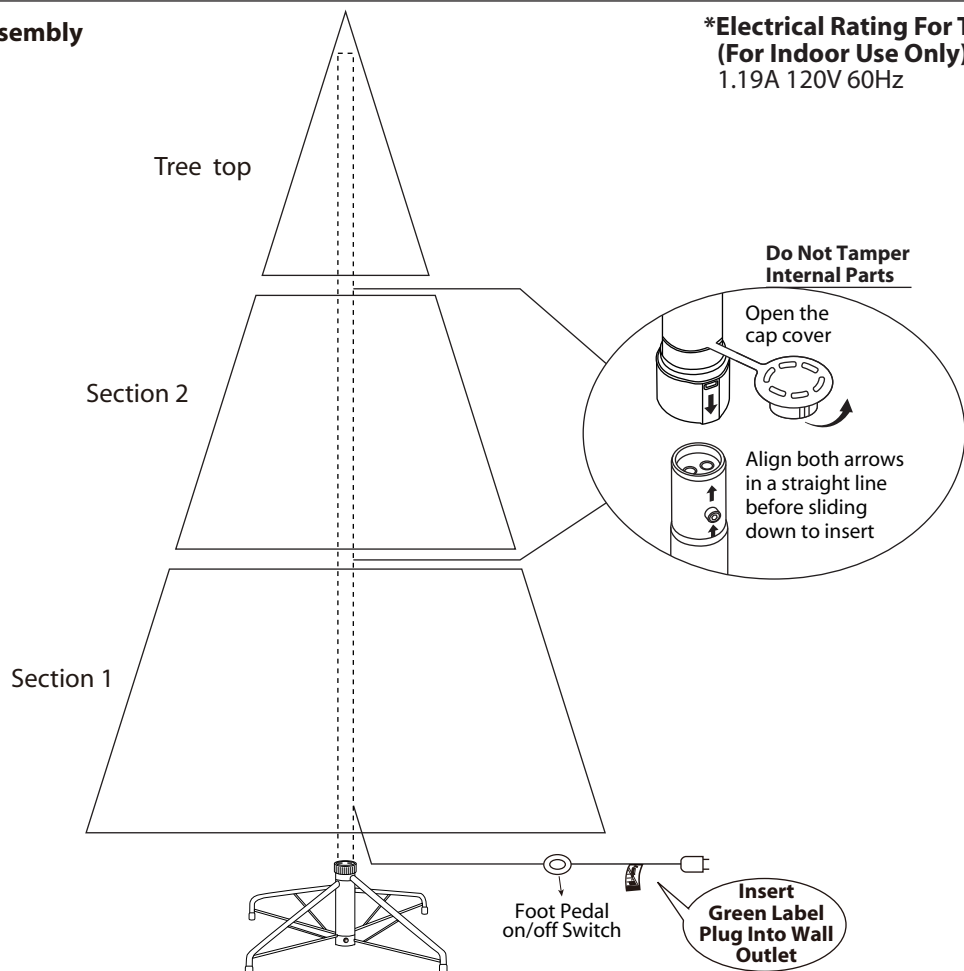 sembly
*Electrical Rating For T
(For Indoor Use Only)
1.19A 120V 60Hz
Tree top
Do Not Tamper
Internal Parts
Open the
cap cover
Section 2
Align both arrows
in a straight line
before sliding
down to insert
Section 1
Foot Pedal
on/off Switch
Insert
Green Label
Plug Into Wall
Outlet